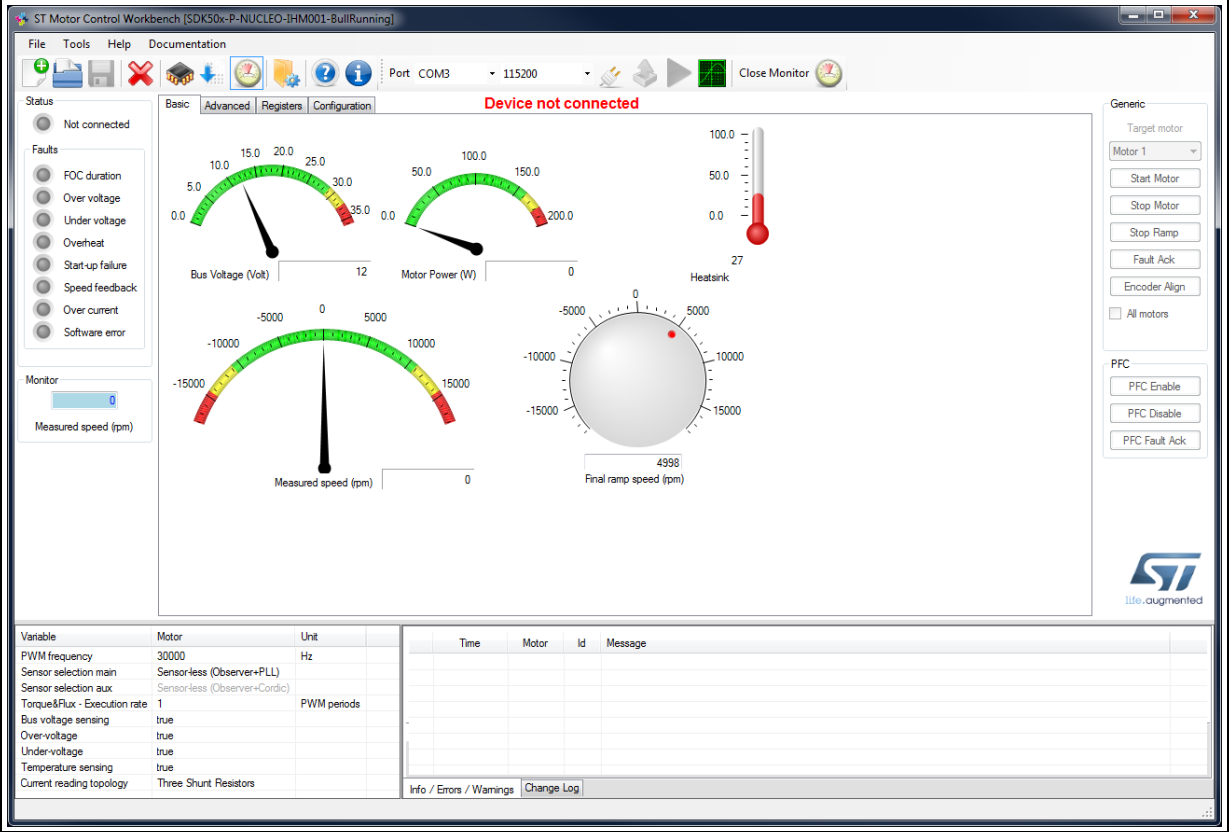 ST Motor Control Workbench [SDK50x-P-NUCLEO-IHM001-BullRunning]
File Tools Help Documentation
Port COM3 115200 Close Monitor
Status
Not connected
Faults
FOC duration
Over voltage
Under voltage
Overheat
Start-up failure
Speed feedback
Over current
Software error
Monitor
0
Measured speed (rpm)
Basic Advanced Registers Configuration
Device not connected
0.0 5.0 10.0 15.0 20.0 25.0 30.0 35.0
Bus Voltage (Volt) 12
0.0 50.0 100.0 150.0 200.0
Motor Power (W) 0
100.0
50.0
0.0
27
Heatsink
-15000 -10000 -5000 0 5000 10000 15000
Measured speed (rpm) 0
-15000 -10000 -5000 0 5000 10000 15000
4998
Final ramp speed (rpm)
Generic
Target motor
Motor 1
Start Motor
Stop Motor
Stop Ramp
Fault Ack
Encoder Align
All motors
PFC
PFC Enable
PFC Disable
PFC Fault Ack
ST
life.augmented
Variable Motor Unit
PWM frequency 30000 Hz
Sensor selection main Sensor-less (Observer+PLL)
Sensor selection aux Sensor-less (Observer+Cordic)
Torque&Flux - Execution rate 1 PWM periods
Bus voltage sensing true
Over-voltage true
Under-voltage true
Temperature sensing true
Current reading topology Three Shunt Resistors
Time Motor Id Message
Info / Errors / Warnings Change Log